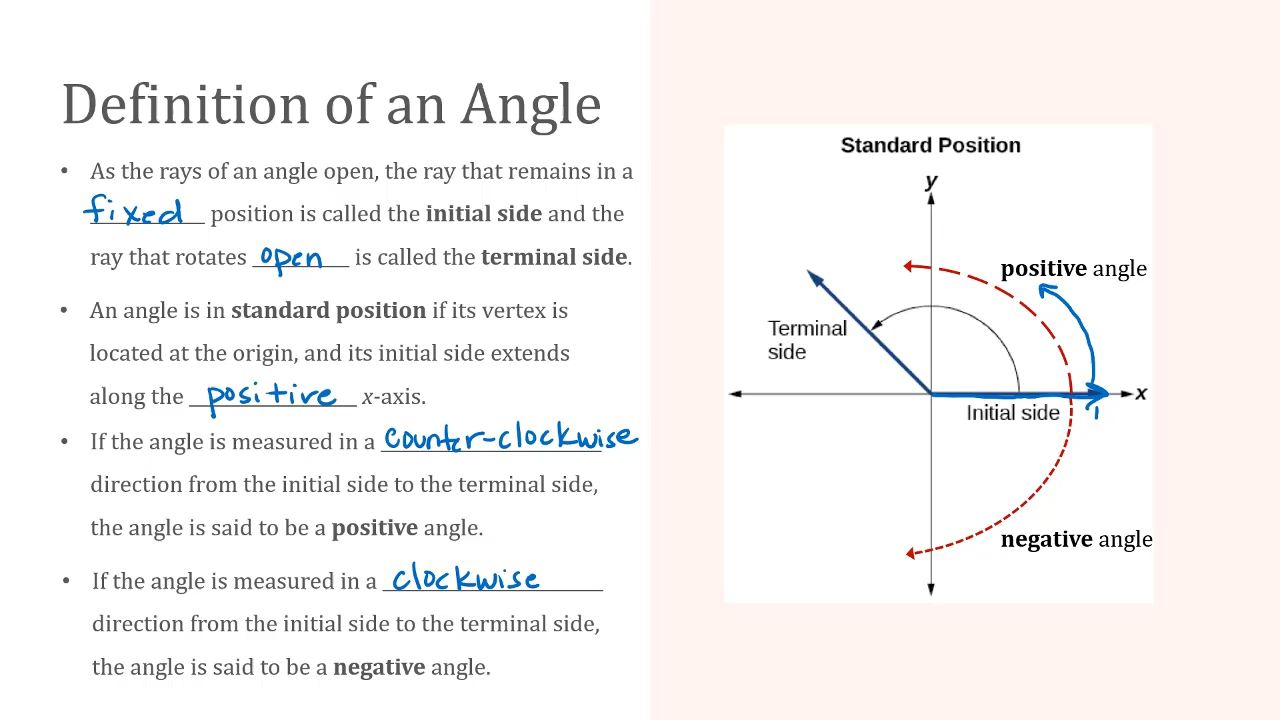 Definition of an Angle
• As the rays of an angle open, the ray that remains in a
fixed position is called the initial side and the
ray that rotates open is called the terminal side.
• An angle is in standard position if its vertex is
located at the origin, and its initial side extends
along the positive x-axis.
• If the angle is measured in a counter-clockwise
direction from the initial side to the terminal side,
the angle is said to be a positive angle.
• If the angle is measured in a clockwise
direction from the initial side to the terminal side,
the angle is said to be a negative angle.
Standard Position
y
positive angle
Terminal
side
x
Initial side
negative angle